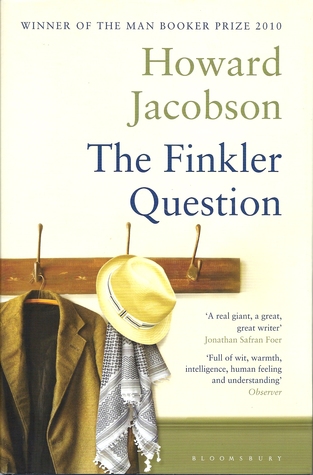 WINNER OF THE MAN BOOKER PRIZE 2010
Howard
Jacobson
The Finkler
Question
‘A real giant, a great,
great writer’
Jonathan Safran Foer
‘Full of wit, warmth,
intelligence, human feeling
and understanding’
Observer
BLOOMSBURY